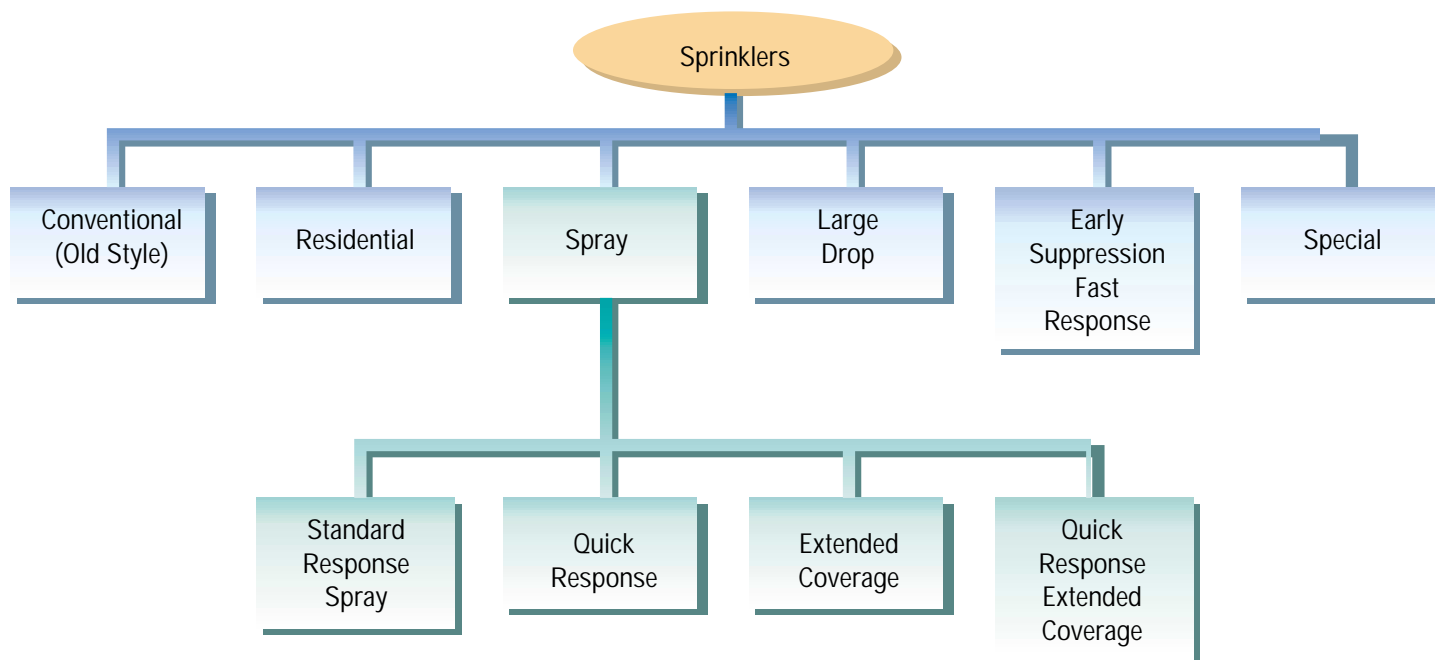 Sprinklers
Conventional
(Old Style)
Residential
Spray
Large
Drop
Early
Suppression
Fast
Response
Special
Standard
Response
Spray
Quick
Response
Extended
Coverage
Quick
Response
Extended
Coverage